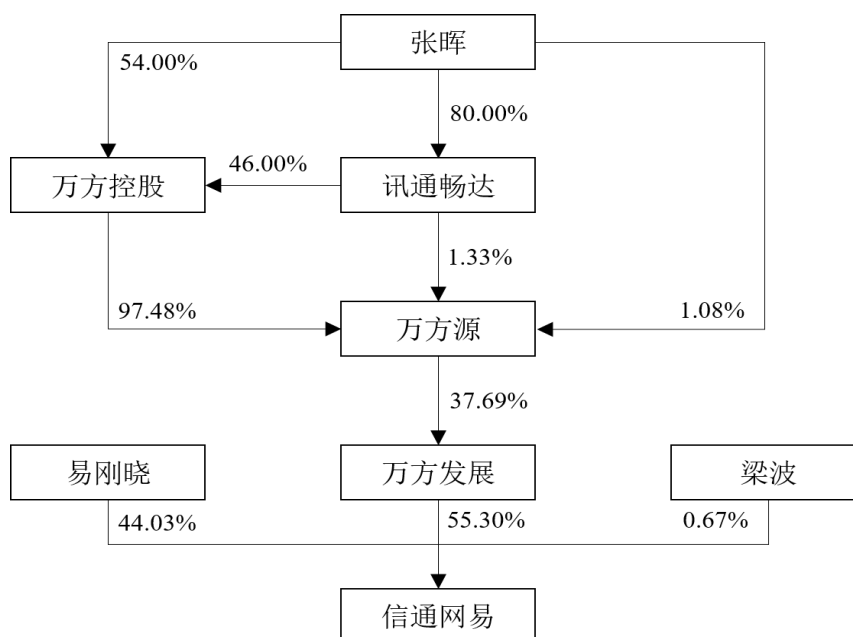 张晖
54.00%
80.00%
万方控股
46.00%
讯通畅达
1.33%
97.48%
万方源
1.08%
37.69%
易刚晓
万方发展
梁波
44.03%
55.30%
0.67%
信通网易